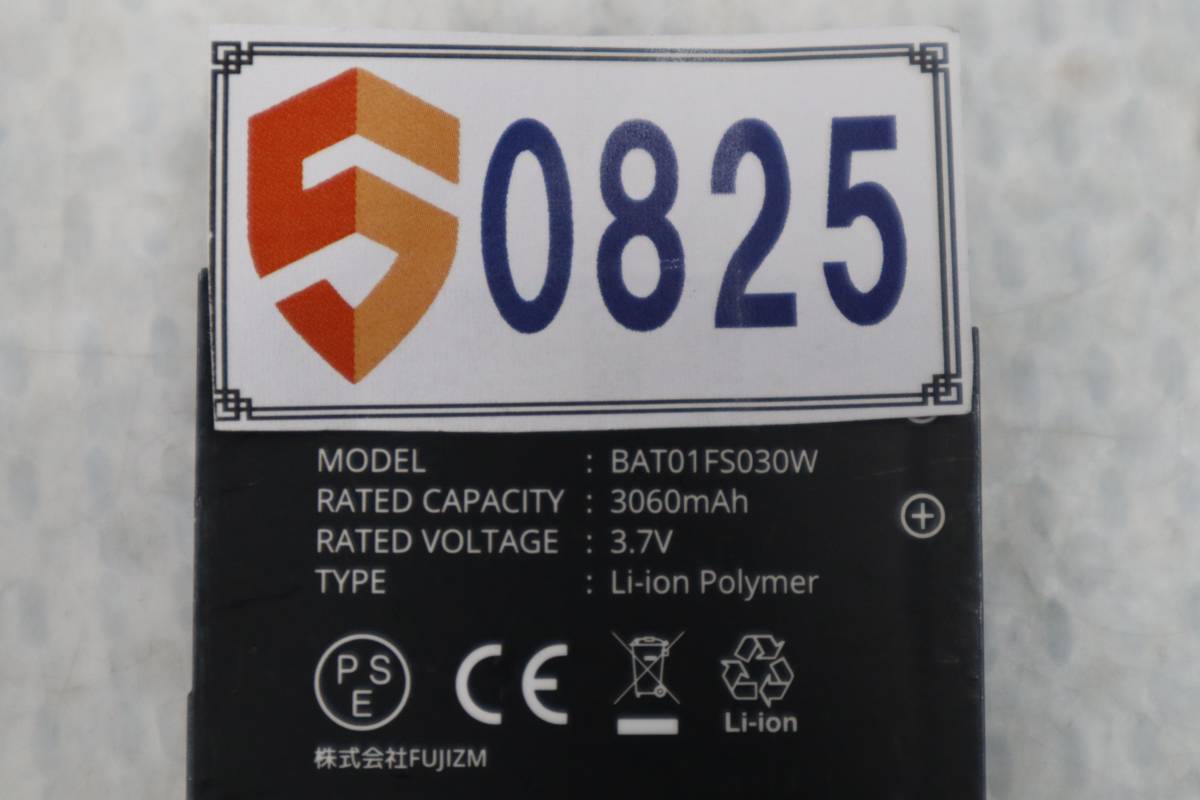 0825
MODEL : BAT01FS030W
RATED CAPACITY : 3060mAh
RATED VOLTAGE : 3.7V
TYPE : Li-ion Polymer
PSE
CE
Li-ion
株式会社FUJIZM